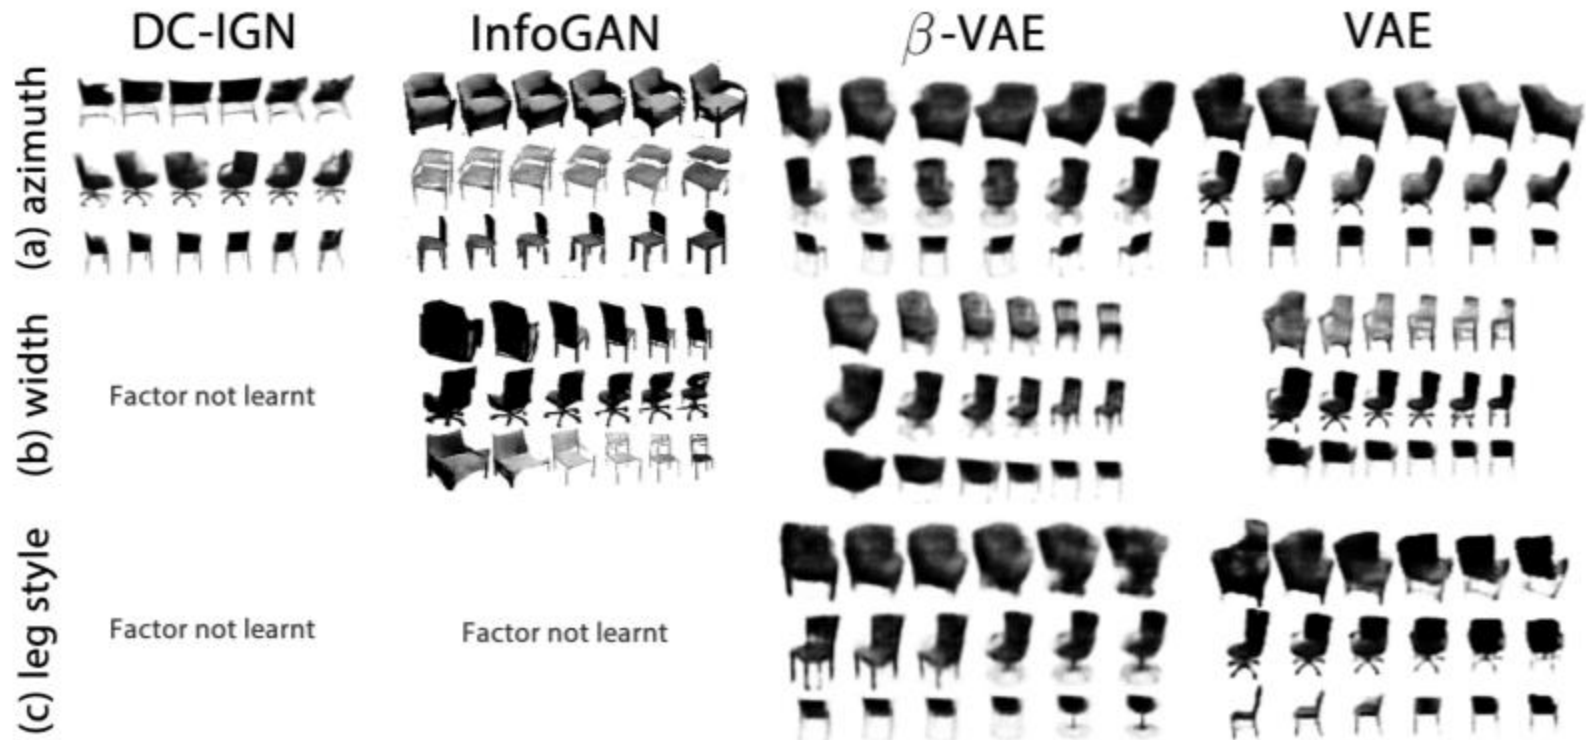 DC-IGN InfoGAN β-VAE VAE
(a) azimuth
(b) width
Factor not learnt
(c) leg style
Factor not learnt Factor not learnt